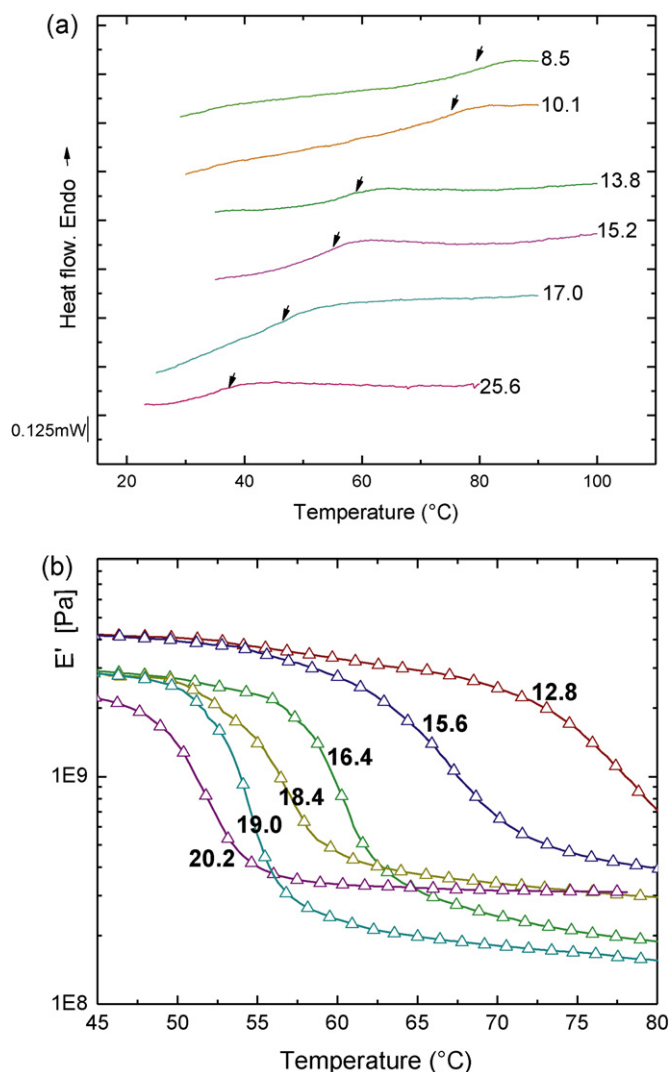 (a)
8.5
10.1
13.8
15.2
17.0
25.6
Heat flow. Endo →
0.125mW
20 40 60 80 100
Temperature (°C)
(b)
E' [Pa]
12.8
15.6
16.4
18.4
19.0
20.2
1E9
1E8
45 50 55 60 65 70 75 80
Temperature (°C)